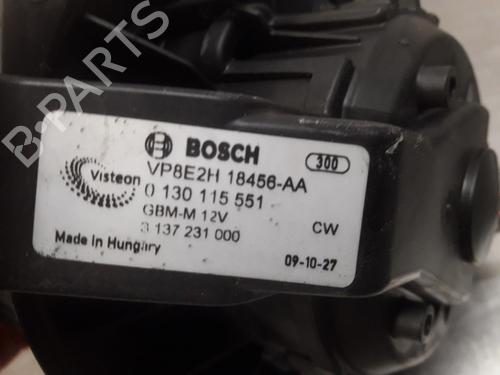 B-PARTS
BOSCH
300
Visteon
VP8E2H 18456-AA
0 130 115 551
GBM-M 12V
CW
3 137 231 000
Made in Hungary
09-10-27